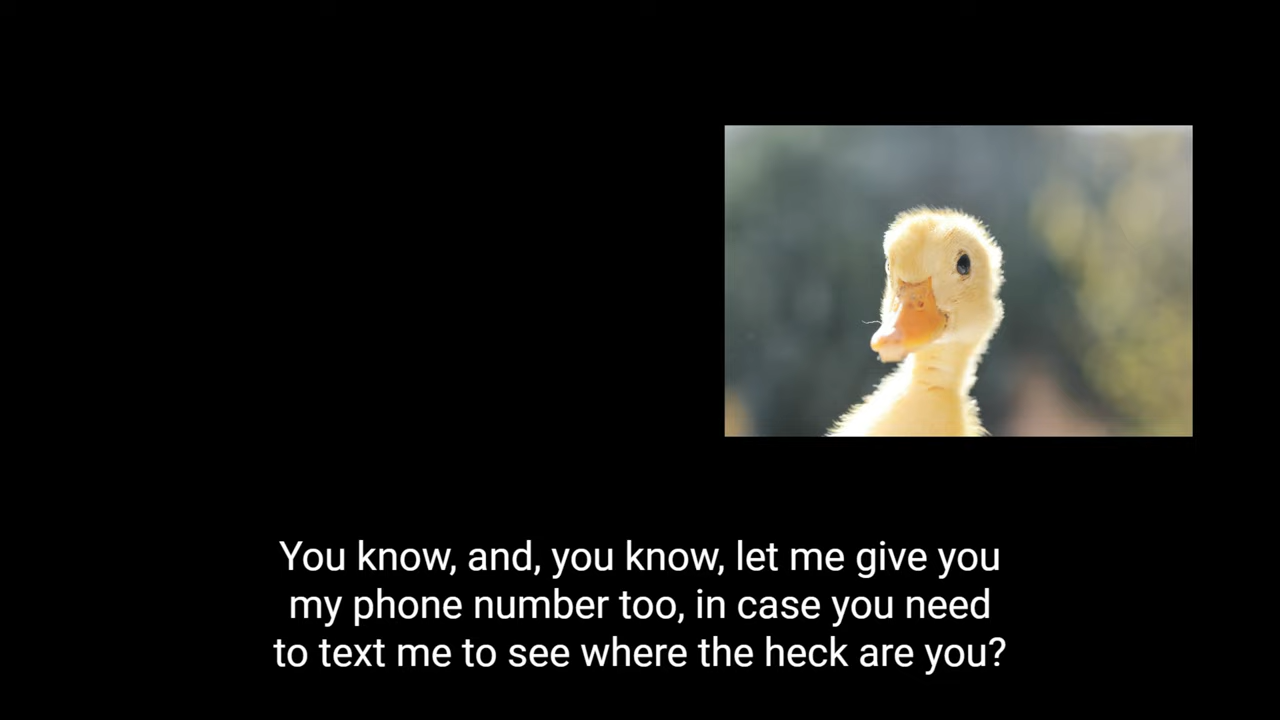 You know, and, you know, let me give you
my phone number too, in case you need
to text me to see where the heck are you?